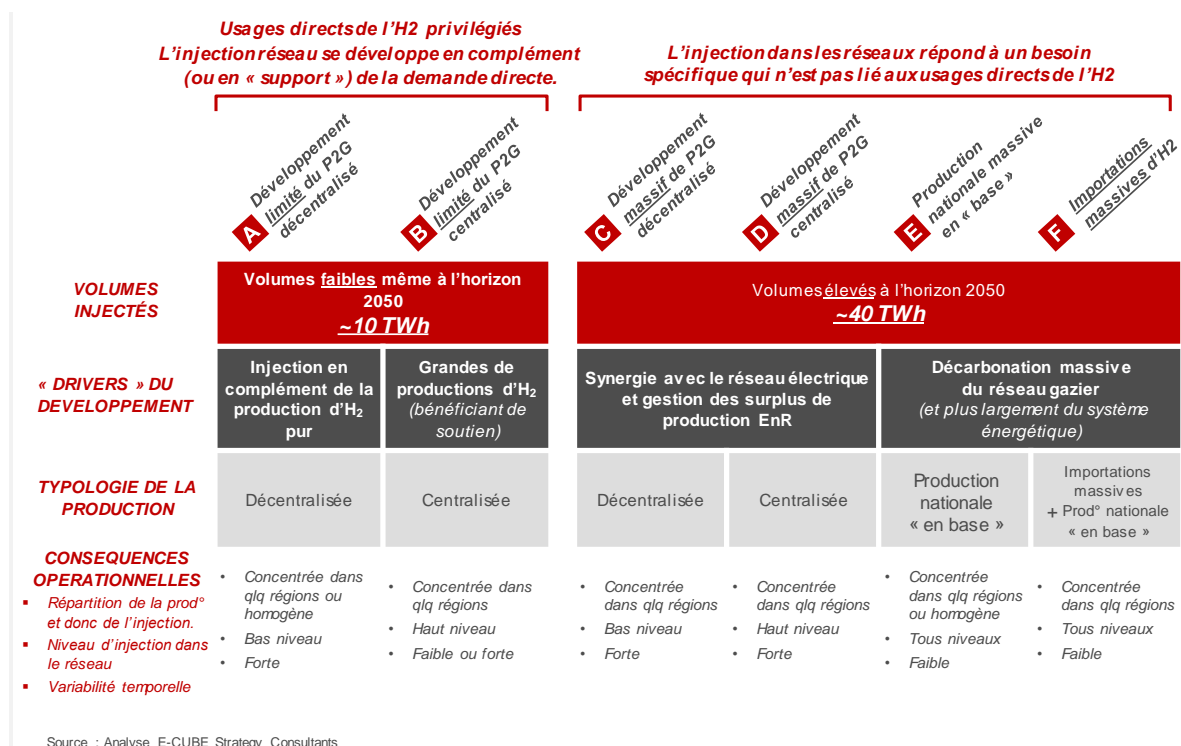 Usages directs de l'H2 privilégiés
L'injection réseau se développe en complément
(ou en « support ») de la demande directe.
L'injection dans les réseaux répond à un besoin
spécifique qui n'est pas lié aux usages directs de l'H2
A
Développement
limité du P2G
décentralisé
B
Développement
limité du P2G
centralisé
C
Développement
massif de P2G
décentralisé
D
Développement
massif de P2G
centralisé
E
Production
nationale massive
en « base »
F
Importations
massives d'H2
VOLUMES
INJECTÉS
Volumes faibles même à l'horizon
2050
~10 TWh
Volumes élevés à l'horizon 2050
~40 TWh
« DRIVERS » DU
DEVELOPPEMENT
Injection en
complément de la
production d'H2
pur
Grandes de
productions d'H2
(bénéficiant de
soutien)
Synergie avec le réseau électrique
et gestion des surplus de
production EnR
Décarbonation massive
du réseau gazier
(et plus largement du système
énergétique)
TYPOLOGIE DE LA
PRODUCTION
Décentralisée
Centralisée
Décentralisée
Centralisée
Production
nationale
« en base »
Importations
massives
+ Prod° nationale
« en base »
CONSEQUENCES
OPERATIONNELLES
▪ Répartition de la prod°
et donc de l'injection.
▪ Niveau d'injection dans
le réseau
▪ Variabilité temporelle
• Concentrée dans
qlq régions ou
homogène
• Bas niveau
• Forte
• Concentrée dans
qlq régions
• Haut niveau
• Faible ou forte
• Concentrée
dans qlq régions
• Bas niveau
• Forte
• Concentrée
dans qlq régions
• Haut niveau
• Forte
• Concentrée
dans qlq régions
ou homogène
• Tous niveaux
• Faible
• Concentrée
dans qlq régions
• Tous niveaux
• Faible
Source : Analyse E-CUBE Strategy Consultants